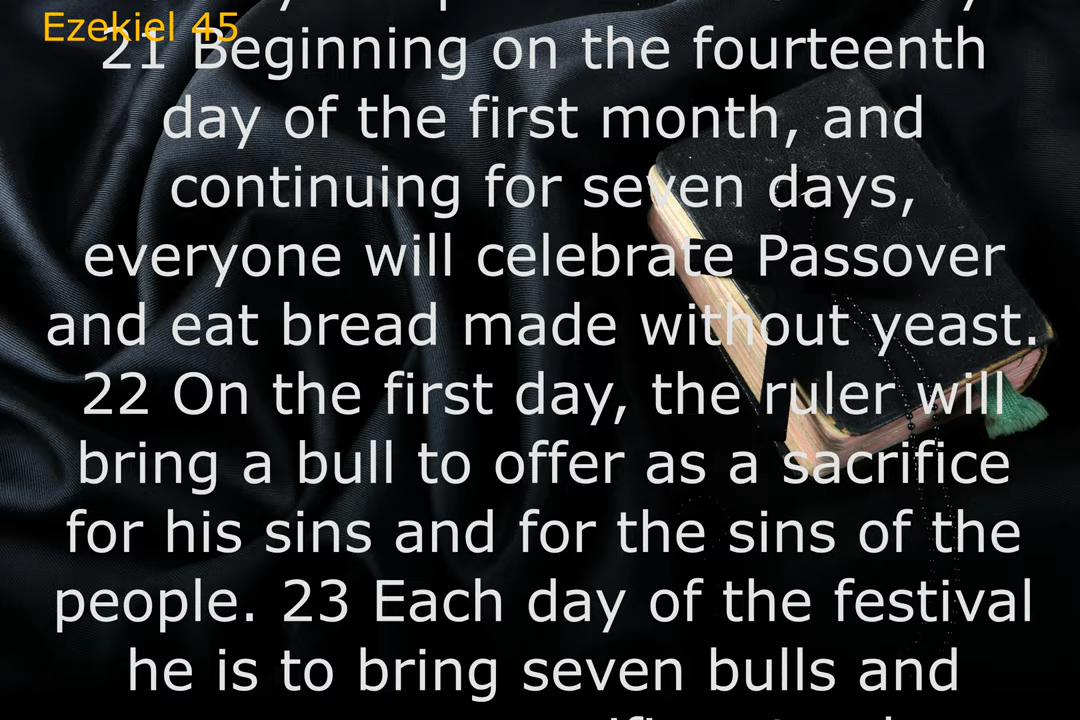 Ezekiel 45
21 Beginning on the fourteenth
day of the first month, and
continuing for seven days,
everyone will celebrate Passover
and eat bread made without yeast.
22 On the first day, the ruler will
bring a bull to offer as a sacrifice
for his sins and for the sins of the
people. 23 Each day of the festival
he is to bring seven bulls and